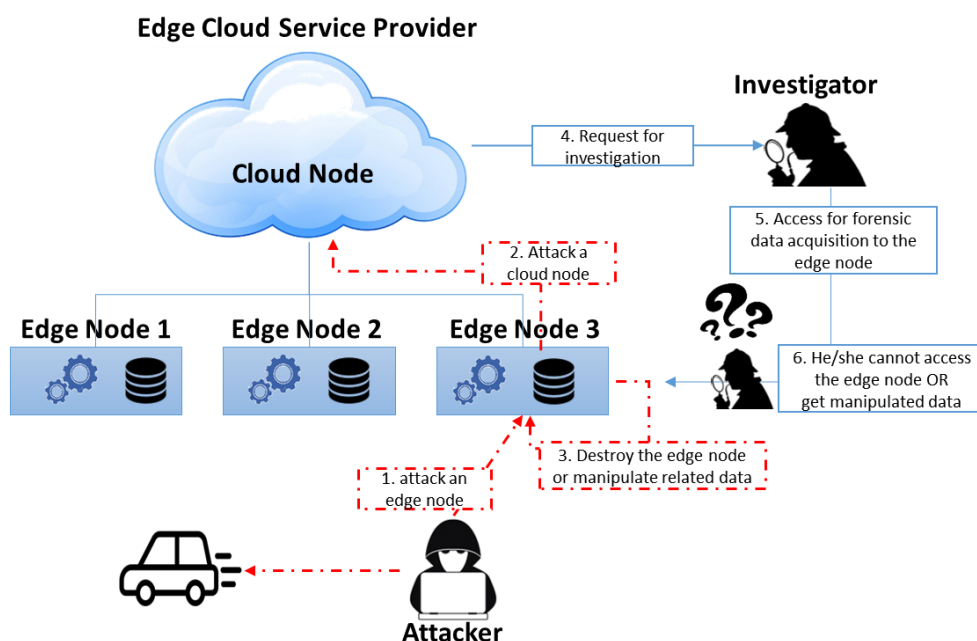 Edge Cloud Service Provider
Cloud Node
4. Request for
investigation
Investigator
5. Access for forensic
data acquisition to the
edge node
2. Attack a
cloud node
Edge Node 1
Edge Node 2
Edge Node 3
???
6. He/she cannot access
the edge node OR
get manipulated data
3. Destroy the edge node
or manipulate related data
1. attack an
edge node
Attacker